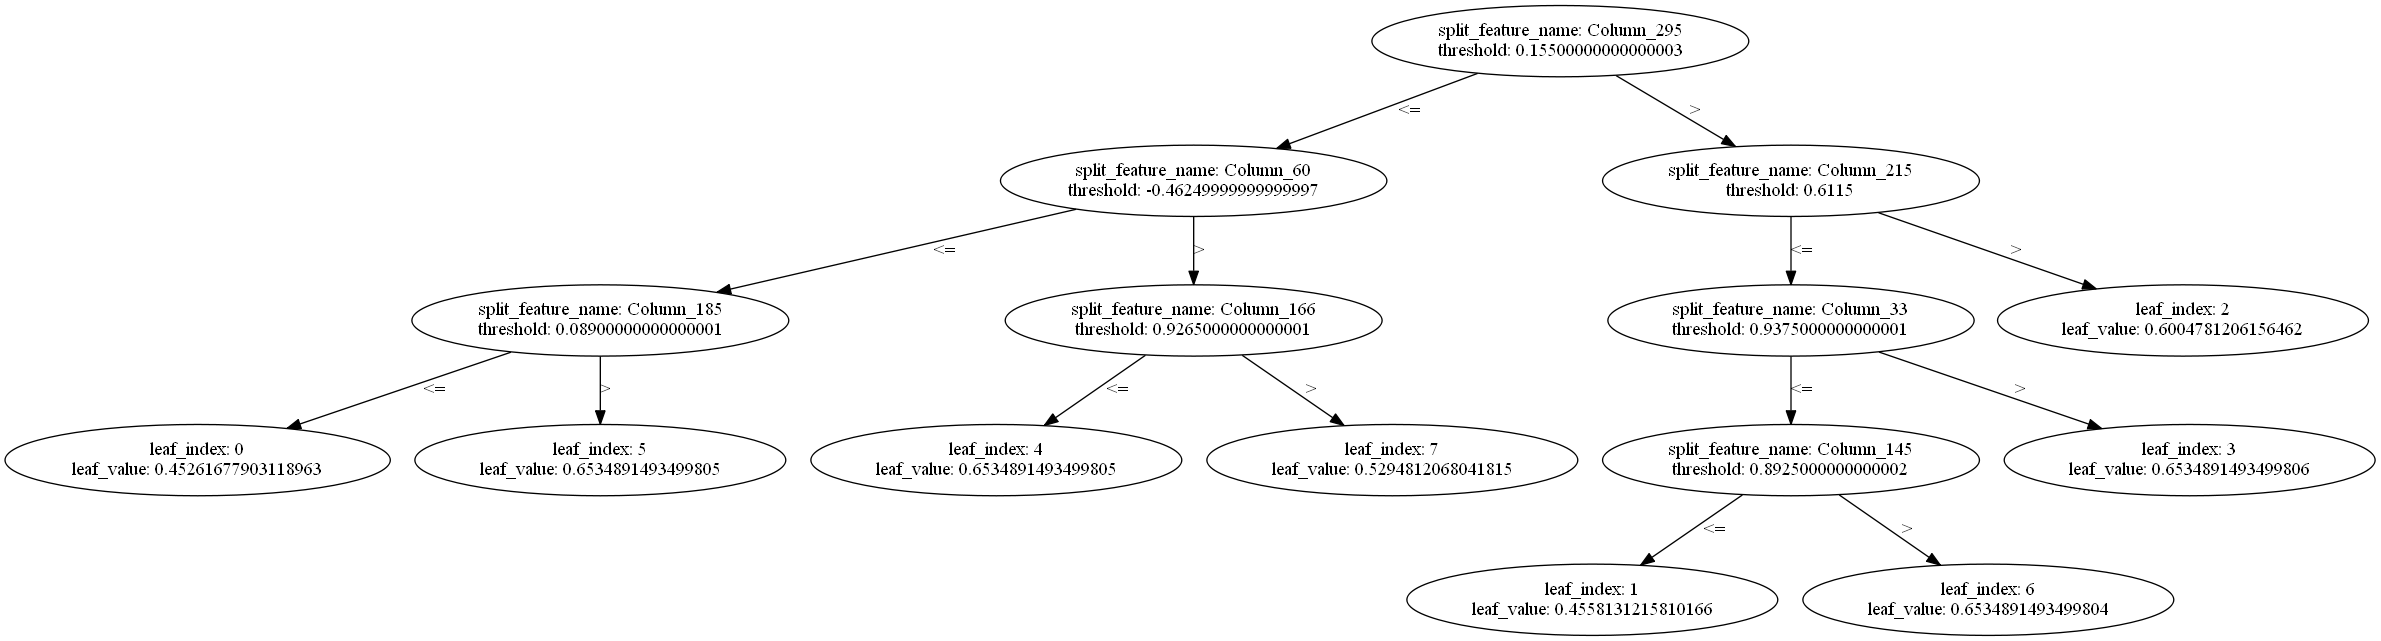 split_feature_name: Column_295
threshold: 0.15500000000000003
<=
>
split_feature_name: Column_60
threshold: -0.46249999999999997
split_feature_name: Column_215
threshold: 0.6115
<=
>
<=
>
split_feature_name: Column_185
threshold: 0.08900000000000001
split_feature_name: Column_166
threshold: 0.9265000000000001
split_feature_name: Column_33
threshold: 0.9375000000000001
leaf_index: 2
leaf_value: 0.6004781206156462
<=
>
<=
>
<=
>
leaf_index: 0
leaf_value: 0.45261677903118963
leaf_index: 5
leaf_value: 0.6534891493499805
leaf_index: 4
leaf_value: 0.6534891493499805
leaf_index: 7
leaf_value: 0.5294812068041815
split_feature_name: Column_145
threshold: 0.8925000000000002
leaf_index: 3
leaf_value: 0.6534891493499806
<=
>
leaf_index: 1
leaf_value: 0.4558131215810166
leaf_index: 6
leaf_value: 0.6534891493499804